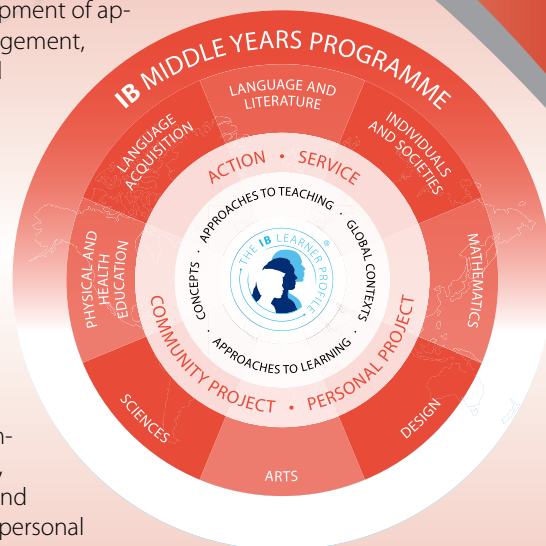 pment of ap-
gement,
IB MIDDLE YEARS PROGRAMME
LANGUAGE AND
LITERATURE
INDIVIDUALS
AND SOCIETIES
MATHEMATICS
DESIGN
ARTS
SCIENCES
PHYSICAL AND
HEALTH
EDUCATION
LANGUAGE
ACQUISITION
ACTION • SERVICE
COMMUNITY PROJECT • PERSONAL PROJECT
APPROACHES TO TEACHING · GLOBAL CONTEXTS · APPROACHES TO LEARNING · CONCEPTS ·
THE IB LEARNER PROFILE ®
n-
nd
personal